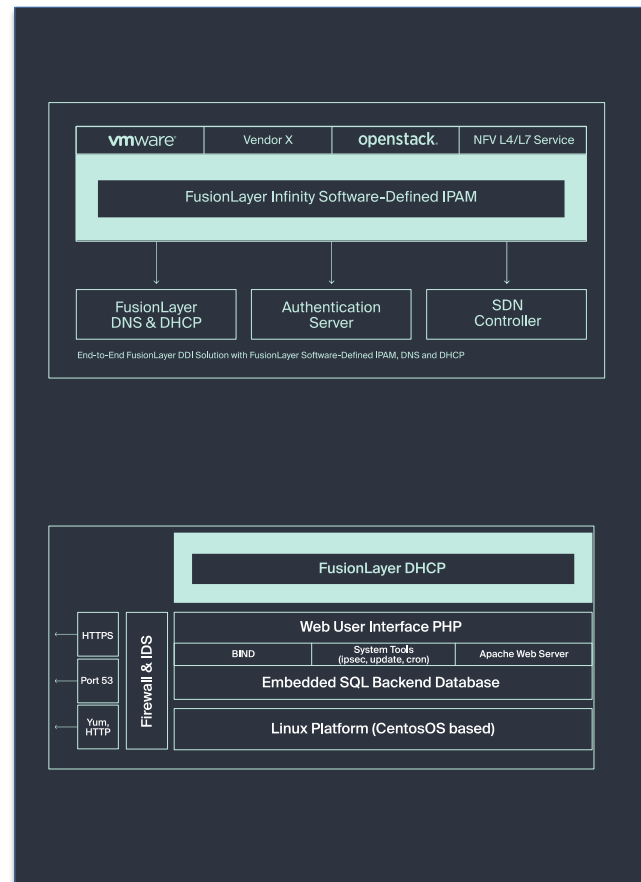 vmware®
Vendor X
openstack.
NFV L4/L7 Service
FusionLayer Infinity Software-Defined IPAM
FusionLayer
DNS & DHCP
Authentication
Server
SDN
Controller
End-to-End FusionLayer DDI Solution with FusionLayer Software-Defined IPAM, DNS and DHCP
FusionLayer DHCP
HTTPS
Port 53
Yum,
HTTP
Firewall & IDS
Web User Interface PHP
BIND
System Tools
(ipsec, update, cron)
Apache Web Server
Embedded SQL Backend Database
Linux Platform (CentosOS based)